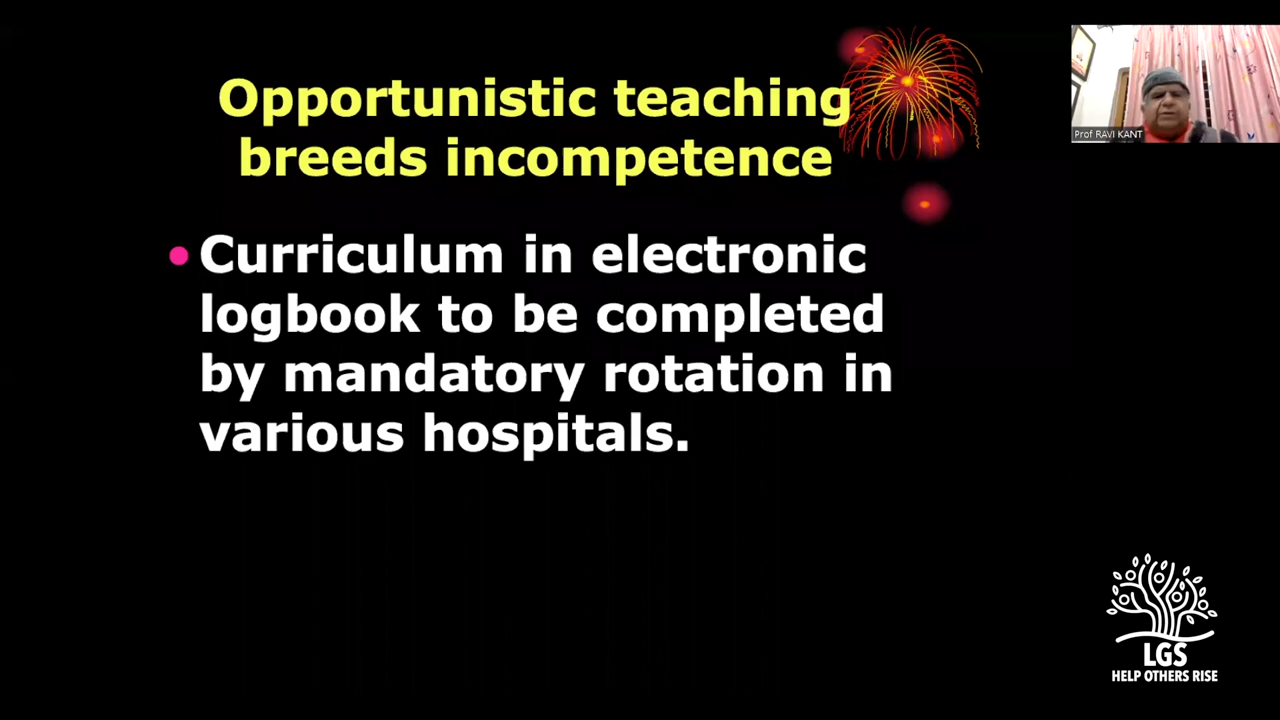 Opportunistic teaching
breeds incompetence
Prof RAVI KANT
• Curriculum in electronic
logbook to be completed
by mandatory rotation in
various hospitals.
LGS
HELP OTHERS RISE